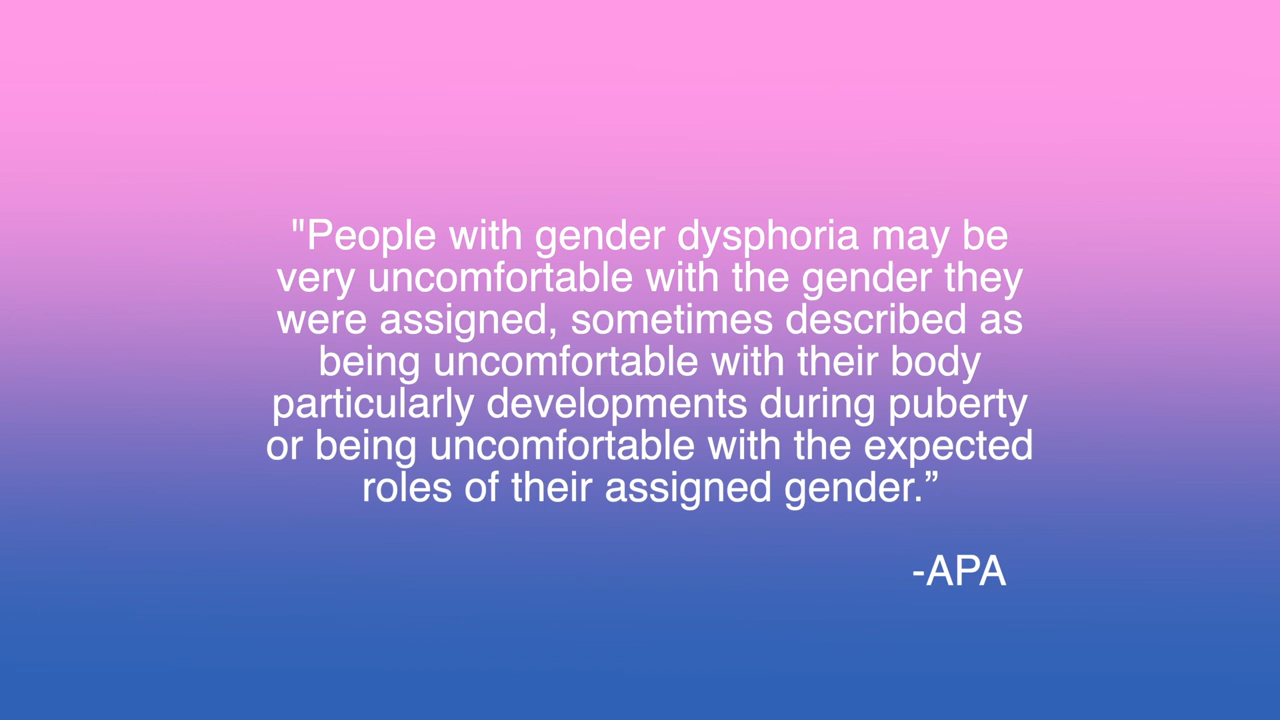 "People with gender dysphoria may be
very uncomfortable with the gender they
were assigned, sometimes described as
being uncomfortable with their body
particularly developments during puberty
or being uncomfortable with the expected
roles of their assigned gender.”
-APA